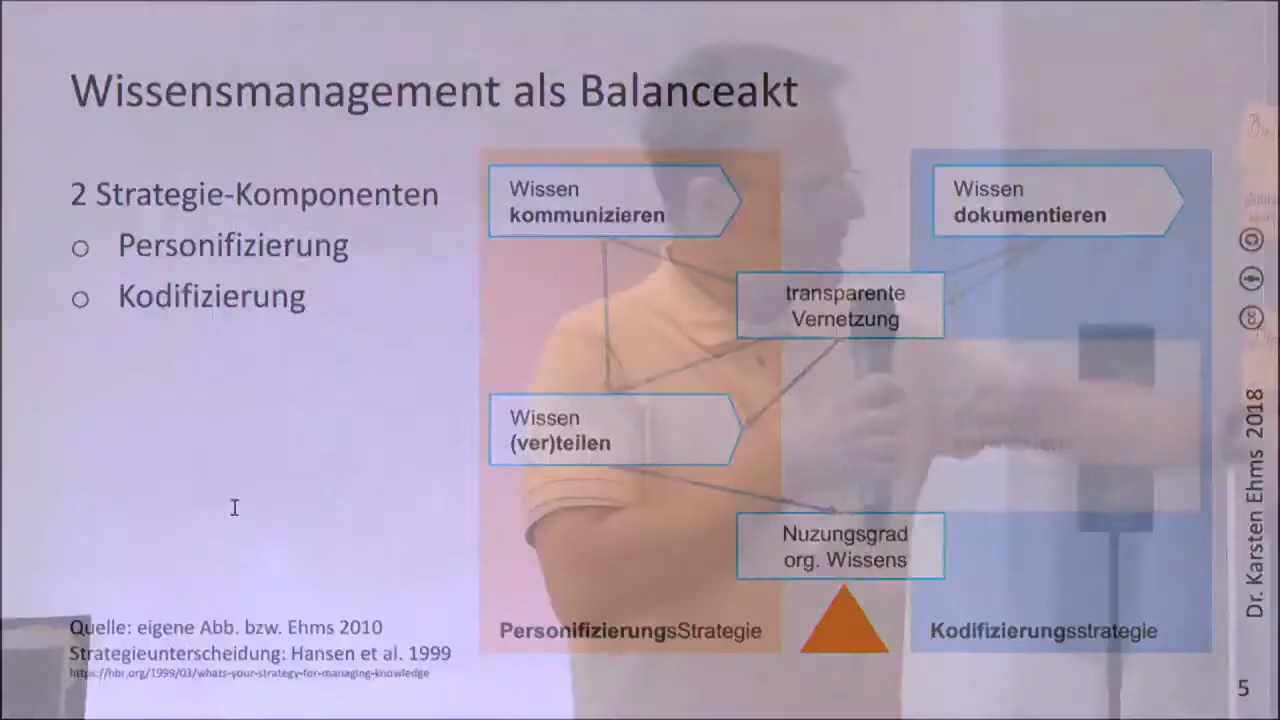 Wissensmanagement als Balanceakt
2 Strategie-Komponenten
o Personifizierung
o Kodifizierung
Wissen
kommunizieren
Wissen
dokumentieren
transparente
Vernetzung
Wissen
(ver)teilen
Nuzungsgrad
org. Wissens
PersonifizierungsStrategie
Kodifizierungsstrategie
Quelle: eigene Abb. bzw. Ehms 2010
Strategieunterscheidung: Hansen et al. 1999
https://hbr.org/1999/03/whats-your-strategy-for-managing-knowledge
Dr. Karsten Ehms 2018
5